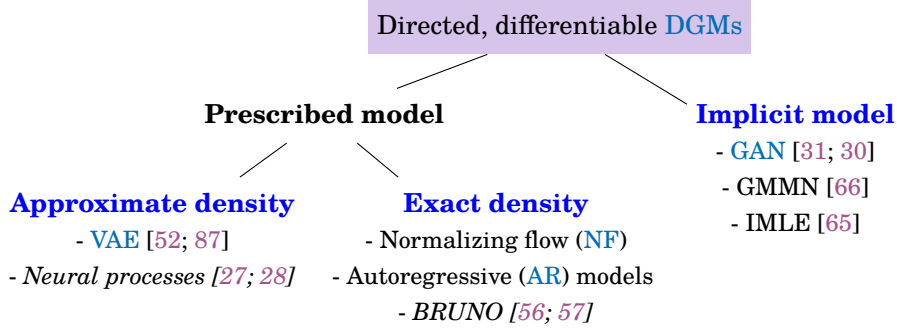 Directed, differentiable DGMs
Prescribed model
Implicit model
- GAN [31; 30]
- GMMN [66]
- IMLE [65]
Approximate density
- VAE [52; 87]
- Neural processes [27; 28]
Exact density
- Normalizing flow (NF)
- Autoregressive (AR) models
- BRUNO [56; 57]